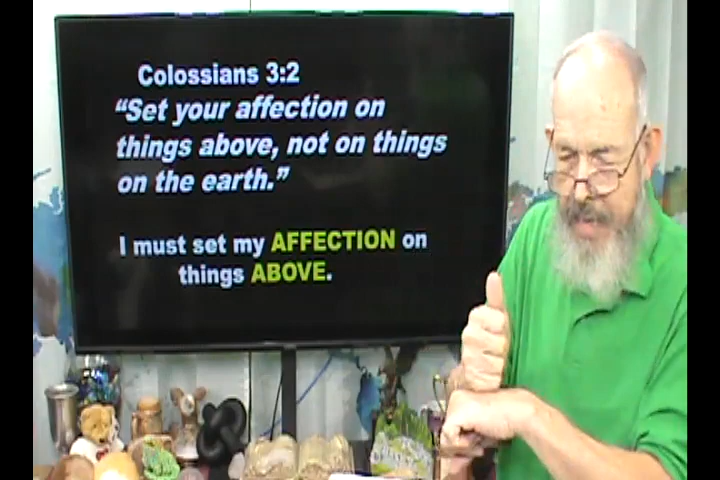 Colossians 3:2
“Set your affection on
things above, not on things
on the earth.”
I must set my AFFECTION on
things ABOVE.